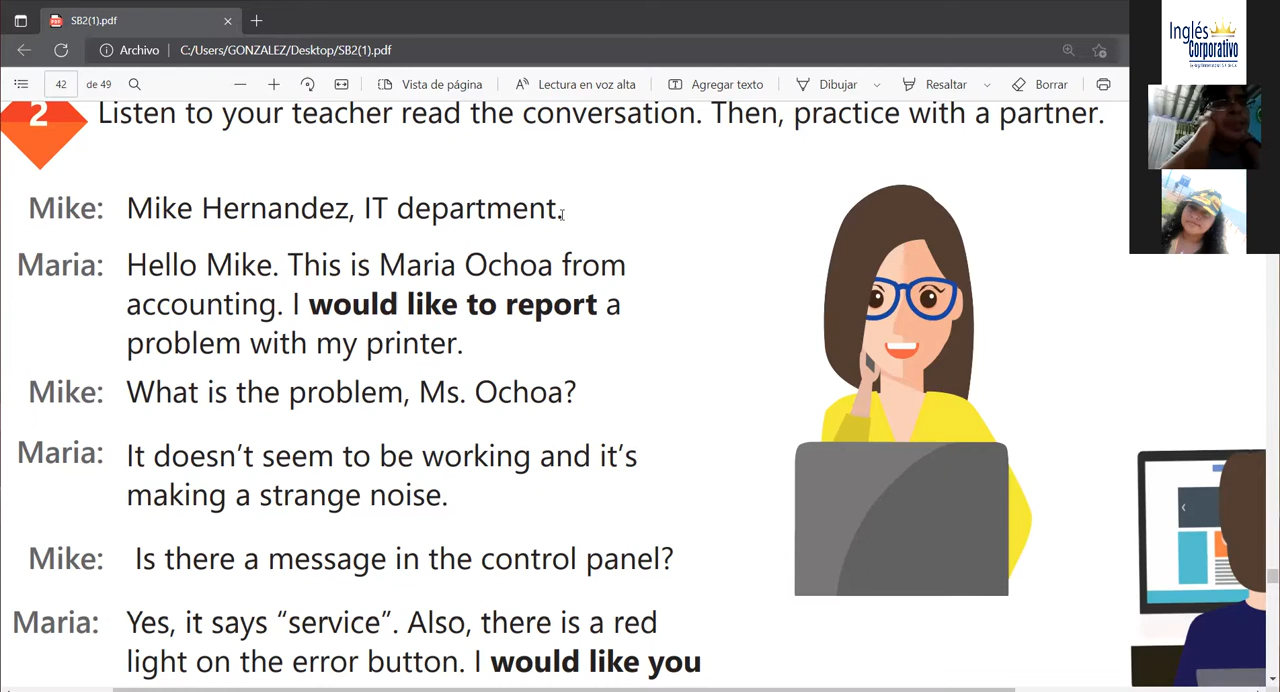 SB2(1).pdf
Archivo C:/Users/GONZALEZ/Desktop/SB2(1).pdf
42 de 49 Vista de página Lectura en voz alta Agregar texto Dibujar Resaltar Borrar
Inglés
Corporativo
2 Listen to your teacher read the conversation. Then, practice with a partner.
Mike: Mike Hernandez, IT department.
Maria: Hello Mike. This is Maria Ochoa from
accounting. I would like to report a
problem with my printer.
Mike: What is the problem, Ms. Ochoa?
Maria: It doesn't seem to be working and it's
making a strange noise.
Mike: Is there a message in the control panel?
Maria: Yes, it says “service”. Also, there is a red
light on the error button. I would like you